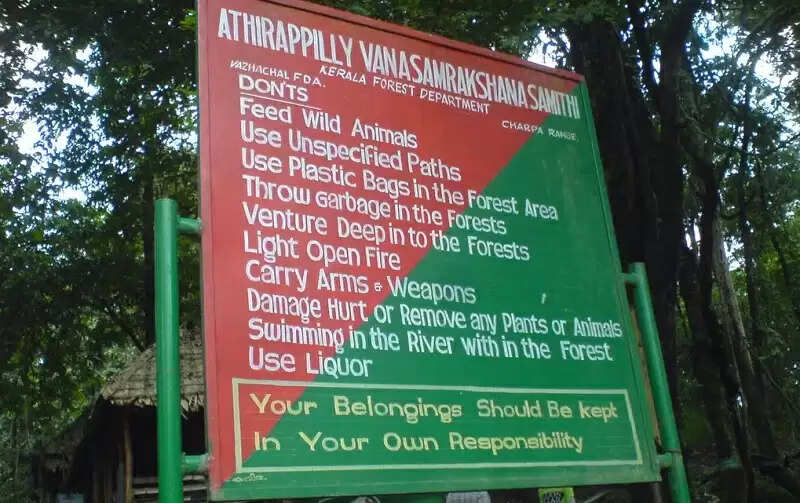 ATHIRAPPILLY VANASAMRAKSHANA SAMITHI
VAZHACHAL F.D.A. KERALA FOREST DEPARTMENT
CHARPA RANGE.
DON'TS
Feed Wild Animals
Use Unspecified Paths
Use Plastic Bags in the Forest Area
Throw Garbage in the Forests
Venture Deep in to the Forests
Light Open Fire
Carry Arms & Weapons
Damage Hurt or Remove any Plants or Animals
Swimming in the River with in the Forest
Use Liquor
Your Belongings Should Be kept
In Your Own Responsibility